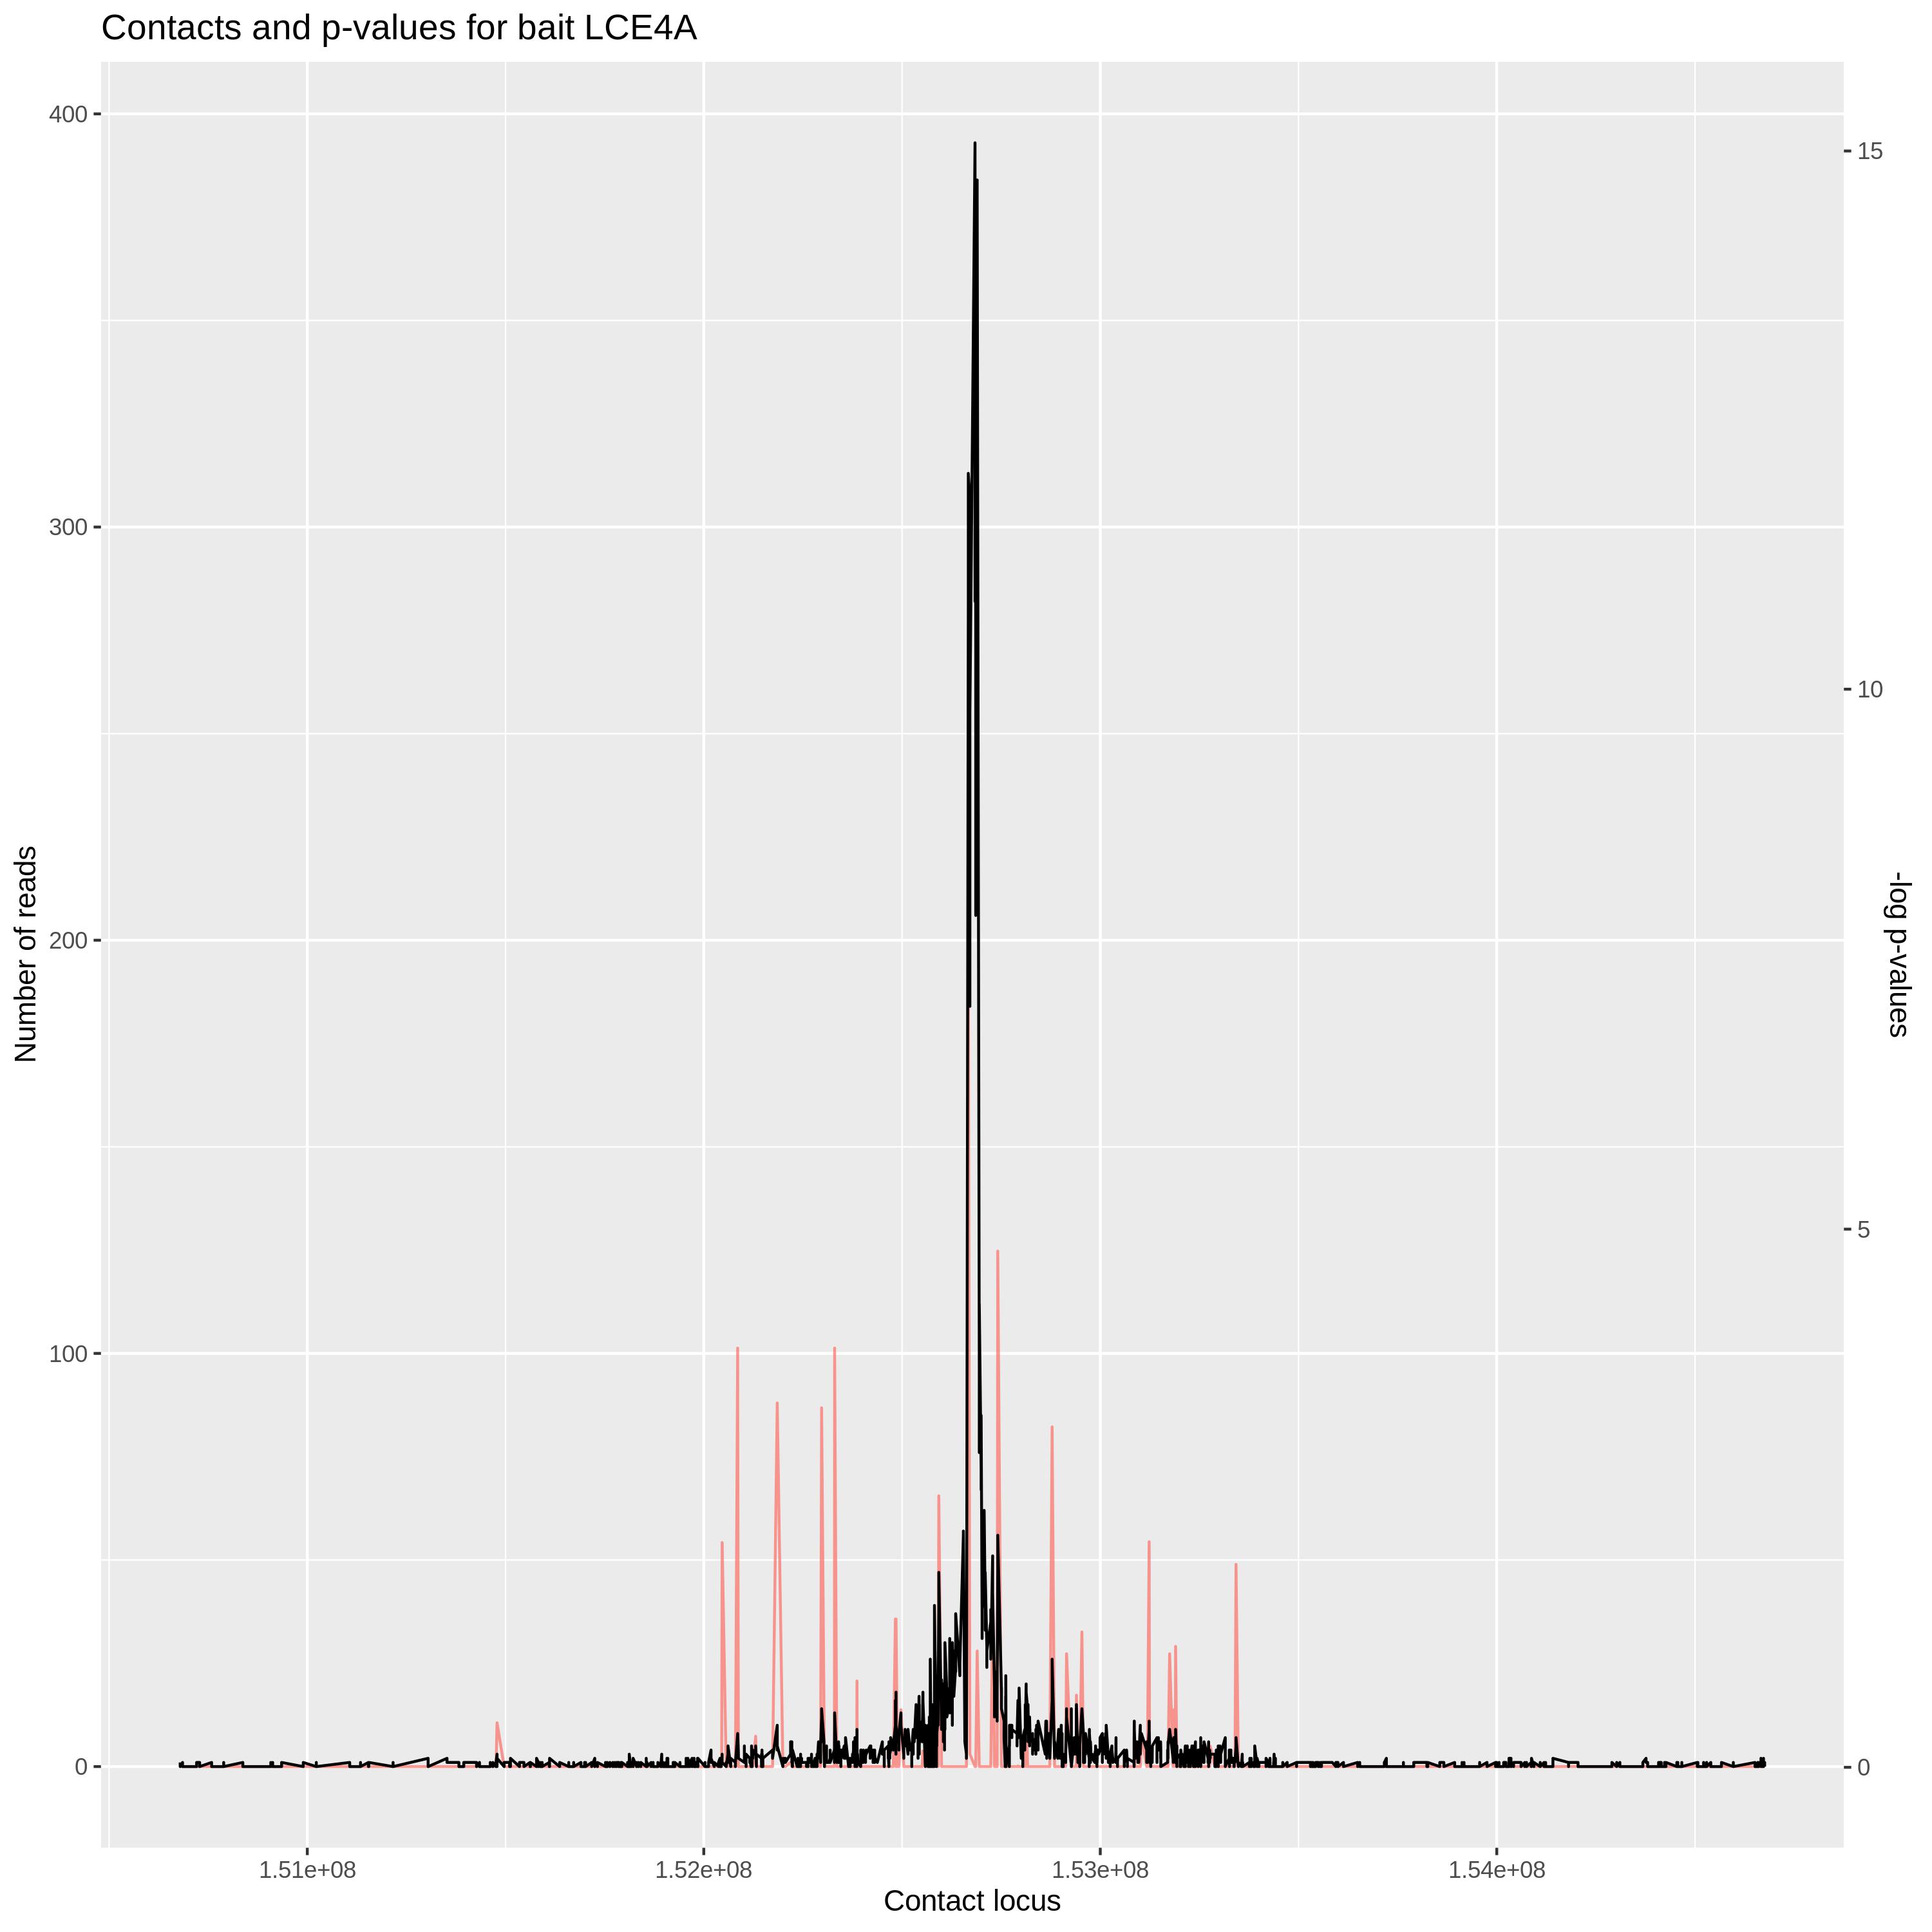 Contacts and p-values for bait LCE4A
400
300
200
100
0
Number of reads
15
10
5
0
-log p-values
1.51e+08
1.52e+08
1.53e+08
1.54e+08
Contact locus